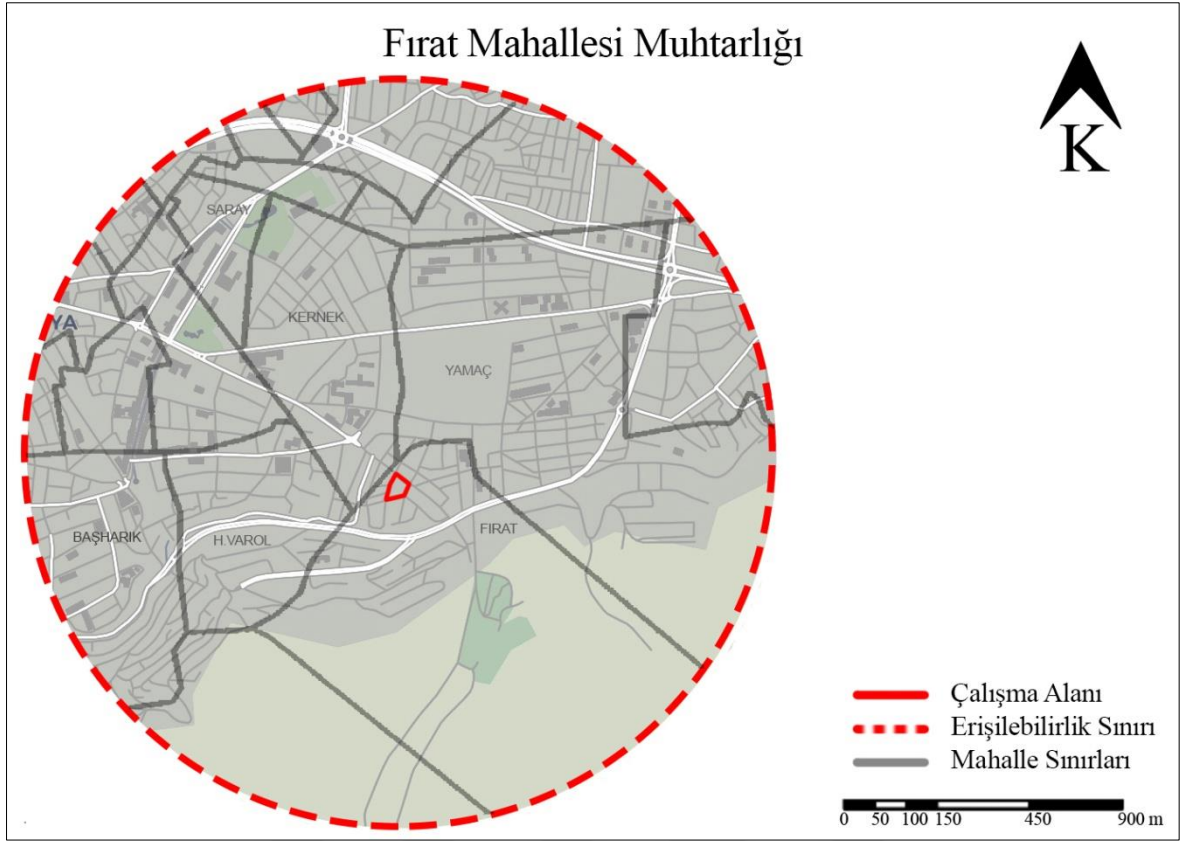 Fırat Mahallesi Muhtarlığı
K
SARAY
KERNEK
YA
YAMAÇ
BAŞHARIK
H.VAROL
FIRAT
Çalışma Alanı
Erişilebilirlik Sınırı
Mahalle Sınırları
0 50 100 150 450 900 m